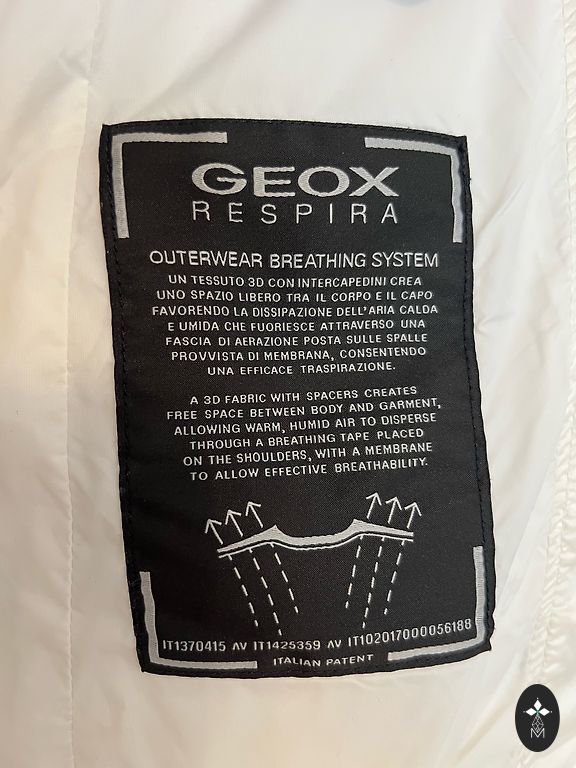 GEOX
RESPIRA
OUTERWEAR BREATHING SYSTEM
UN TESSUTO 3D CON INTERCAPEDINI CREA
UNO SPAZIO LIBERO TRA IL CORPO E IL CAPO
FAVORENDO LA DISSIPAZIONE DELL'ARIA CALDA
E UMIDA CHE FUORIESCE ATTRAVERSO UNA
FASCIA DI AERAZIONE POSTA SULLE SPALLE
PROVVISTA DI MEMBRANA, CONSENTENDO
UNA EFFICACE TRASPIRAZIONE.
A 3D FABRIC WITH SPACERS CREATES
FREE SPACE BETWEEN BODY AND GARMENT,
ALLOWING WARM, HUMID AIR TO DISPERSE
THROUGH A BREATHING TAPE PLACED
ON THE SHOULDERS, WITH A MEMBRANE
TO ALLOW EFFECTIVE BREATHABILITY.
IT1370415 AV IT1425359 AV IT102017000056188
ITALIAN PATENT
M